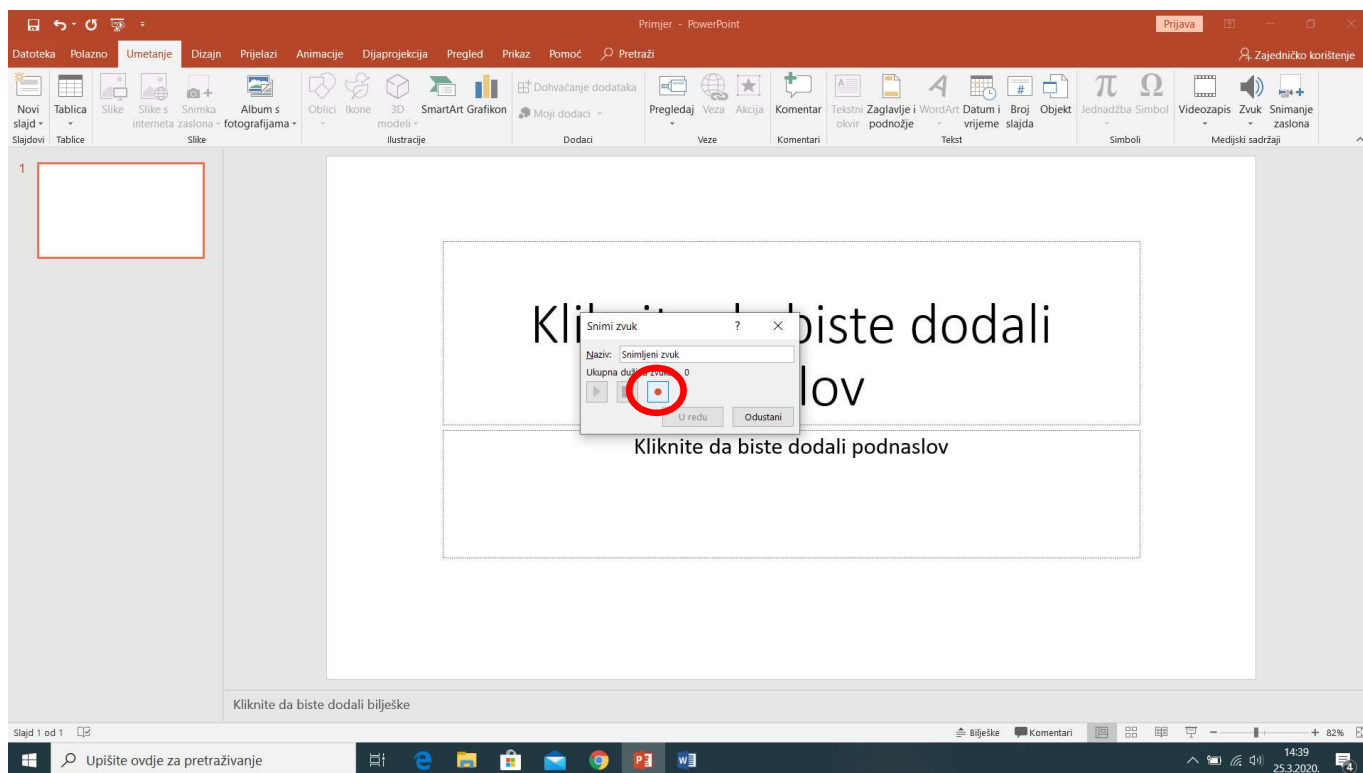 Primjer - PowerPoint
Prijava
Datoteka Polazno Umetanje Dizajn Prijelazi Animacije Dijaprojekcija Pregled Prikaz Pomoć Pretraži
Zajedničko korištenje
Novi slajd
Tablica
Slike
Slike s interneta
Snimka zaslona
Album s fotografijama
Oblici
Ikone
3D modeli
SmartArt
Grafikon
Dohvaćanje dodataka
Moji dodaci
Pregledaj
Veza
Akcija
Komentar
Tekstni okvir
Zaglavlje i podnožje
WordArt
Datum i vrijeme
Broj slajda
Objekt
Jednadžba
Simbol
Videozapis
Zvuk
Snimanje zaslona
Slajdovi Tablice Slike Ilustracije Dodaci Veze Komentari Tekst Simboli Medijski sadržaji
1
biste dodali
Snimi zvuk ?
Naziv: Snimljeni zvuk
Ukupna 0
U redu Odustani
Kliknite da biste dodali podnaslov
Kliknite da biste dodali bilješke
Slajd 1 od 1
Bilješke Komentari
82%
Upišite ovdje za pretraživanje
14:39
25.3.2020.
4